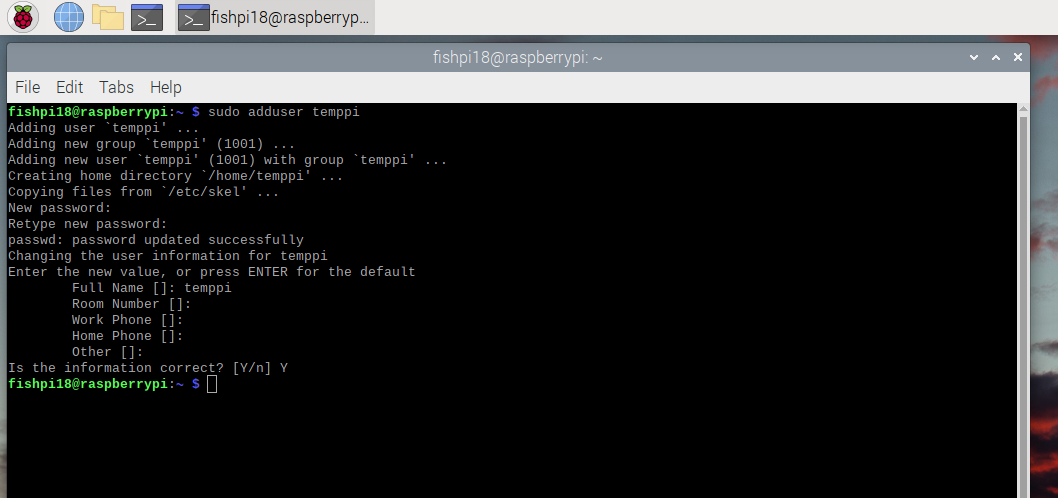 fishpi18@raspberryp...
fishpi18@raspberrypi: ~
File Edit Tabs Help
fishpi18@raspberrypi:~ $ sudo adduser temppi
Adding user `temppi' ...
Adding new group `temppi' (1001) ...
Adding new user `temppi' (1001) with group `temppi' ...
Creating home directory `/home/temppi' ...
Copying files from `/etc/skel' ...
New password:
Retype new password:
passwd: password updated successfully
Changing the user information for temppi
Enter the new value, or press ENTER for the default
        Full Name []: temppi
        Room Number []:
        Work Phone []:
        Home Phone []:
        Other []:
Is the information correct? [Y/n] Y
fishpi18@raspberrypi:~ $